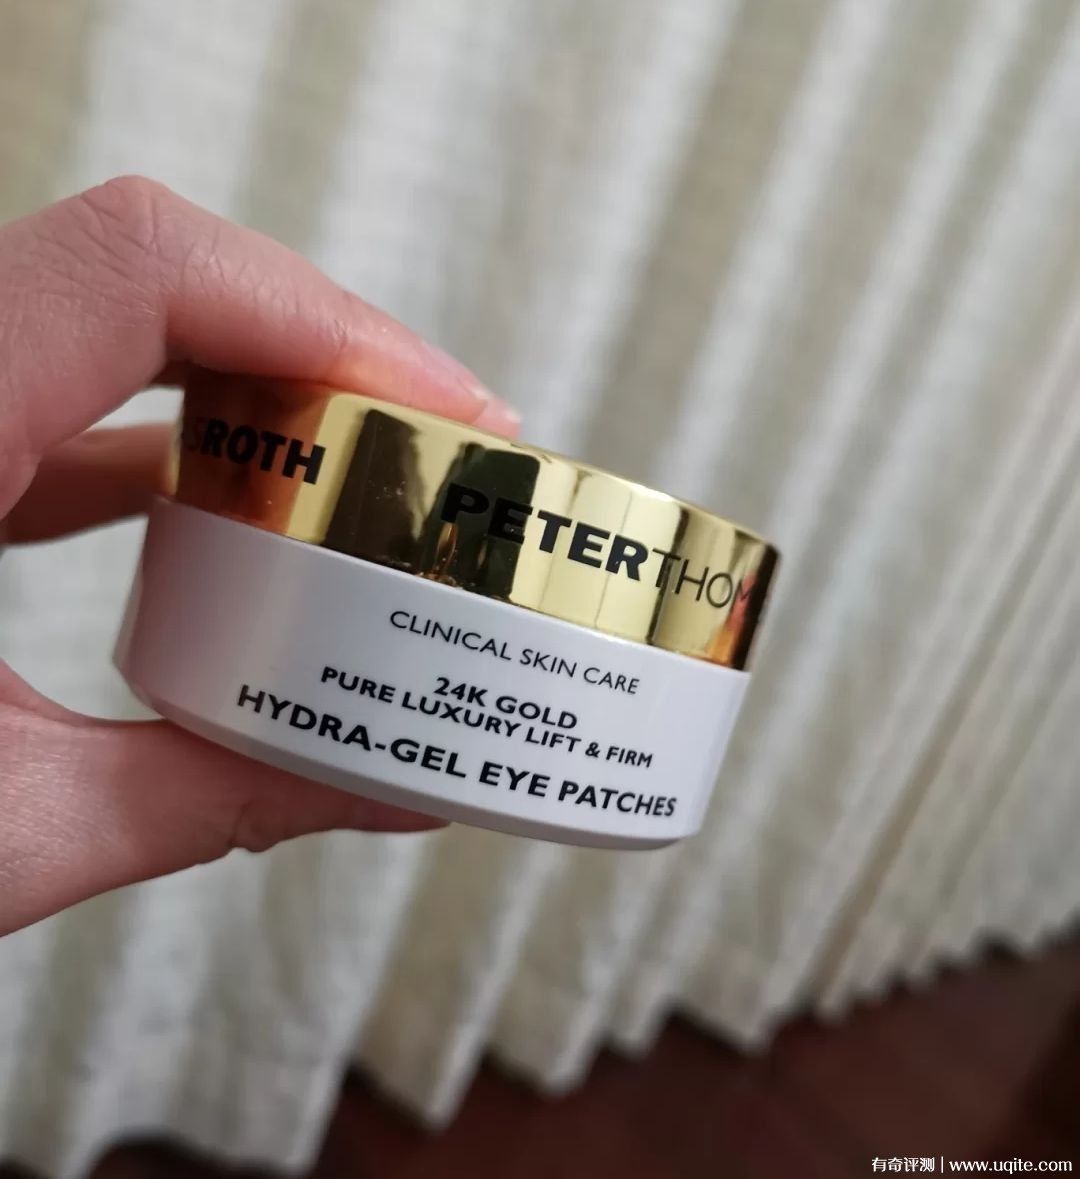 SROTH PETERTHOM
CLINICAL SKIN CARE
24K GOLD
PURE LUXURY LIFT & FIRM
HYDRA-GEL EYE PATCHES
有奇评测 | www.uqite.com